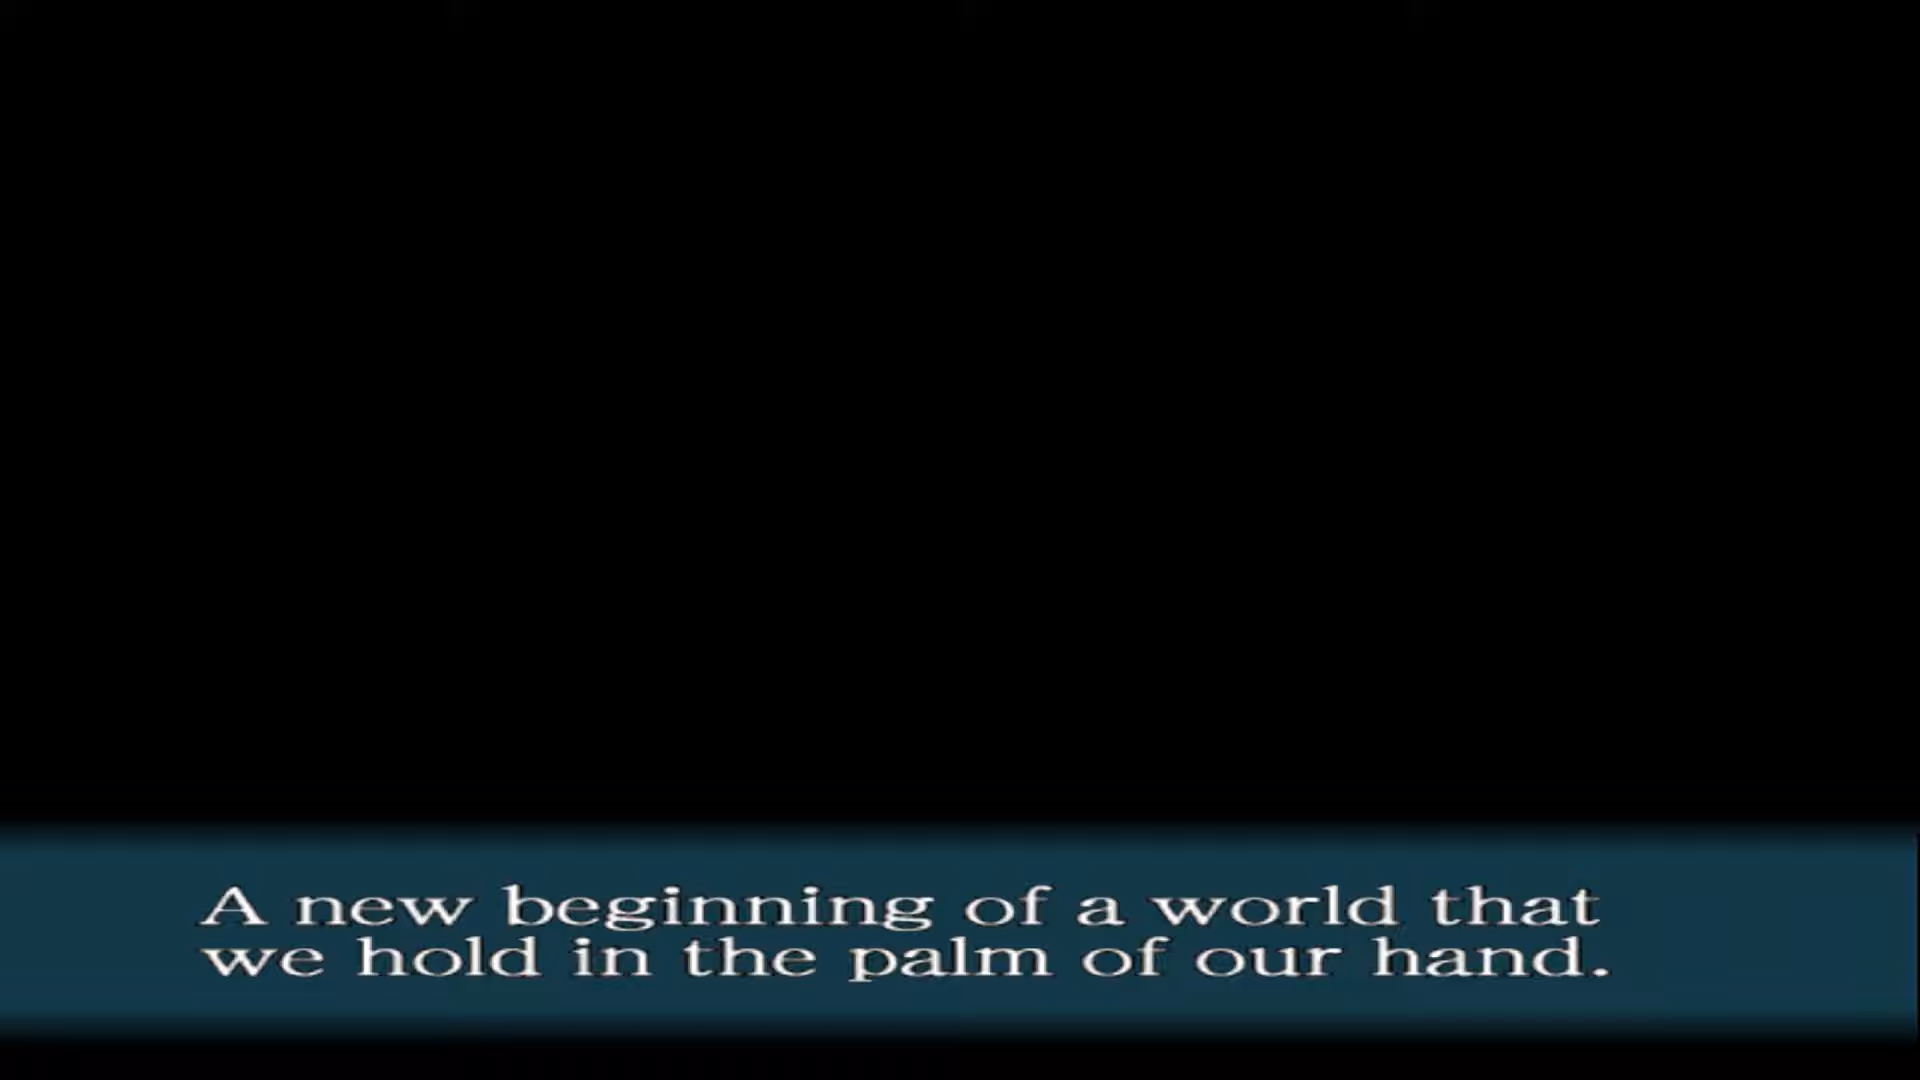 A new beginning of a world that
we hold in the palm of our hand.